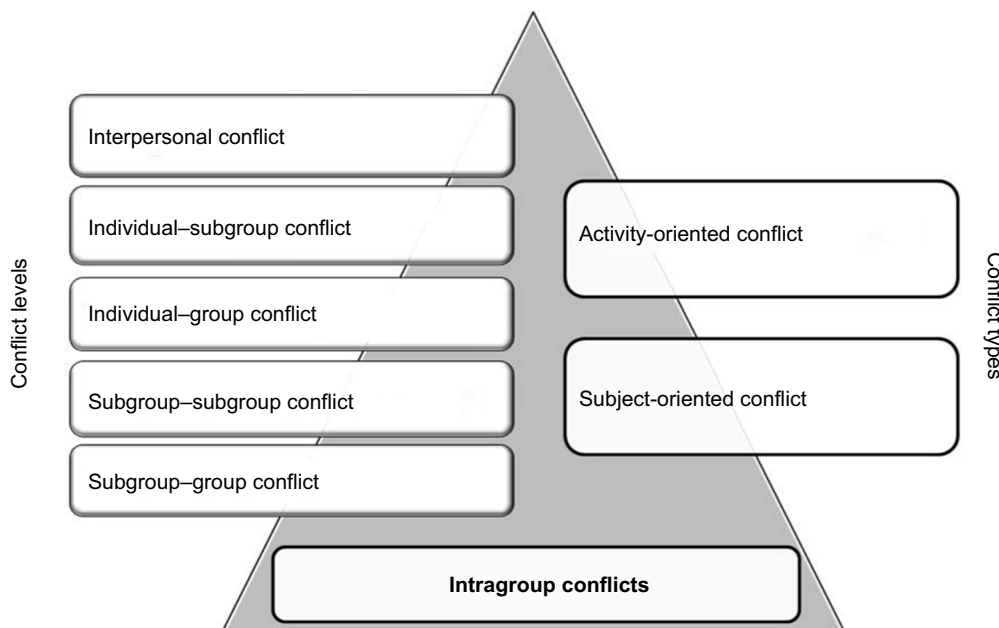 Conflict levels
Interpersonal conflict
Individual–subgroup conflict
Individual–group conflict
Subgroup–subgroup conflict
Subgroup–group conflict
Activity-oriented conflict
Subject-oriented conflict
Conflict types
Intragroup conflicts